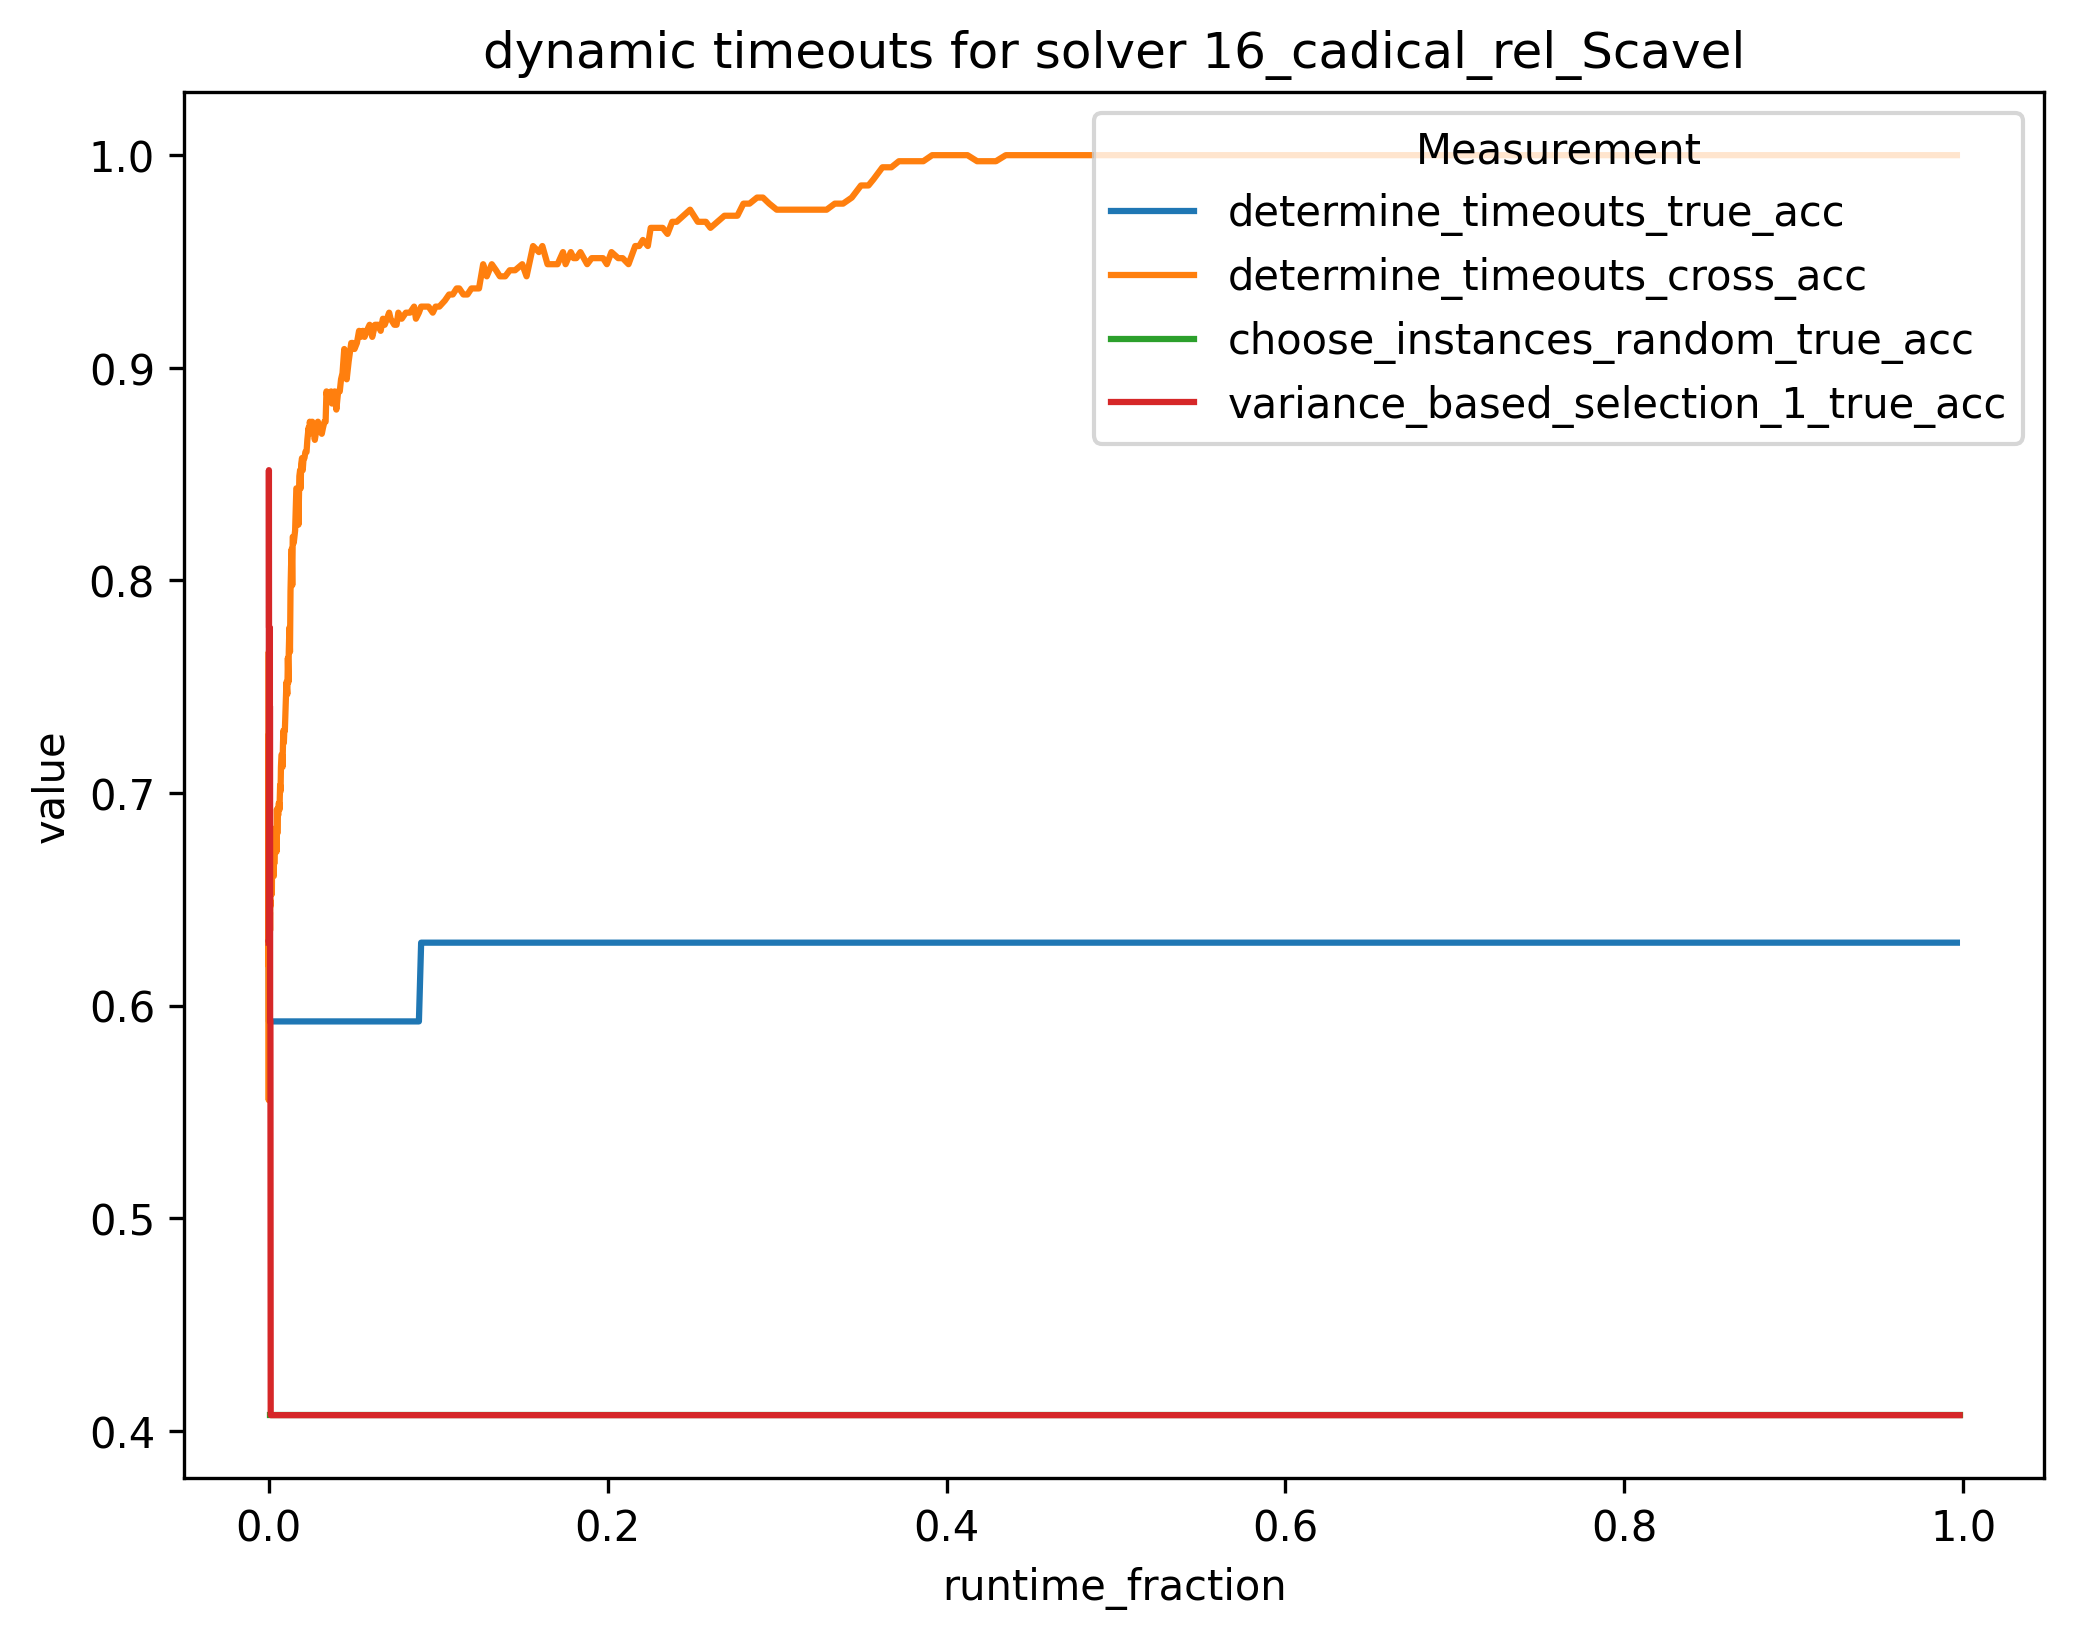 dynamic timeouts for solver 16_cadical_rel_Scavel
Measurement
determine_timeouts_true_acc
determine_timeouts_cross_acc
choose_instances_random_true_acc
variance_based_selection_1_true_acc
value
1.0
0.9
0.8
0.7
0.6
0.5
0.4
0.0 0.2 0.4 0.6 0.8 1.0
runtime_fraction